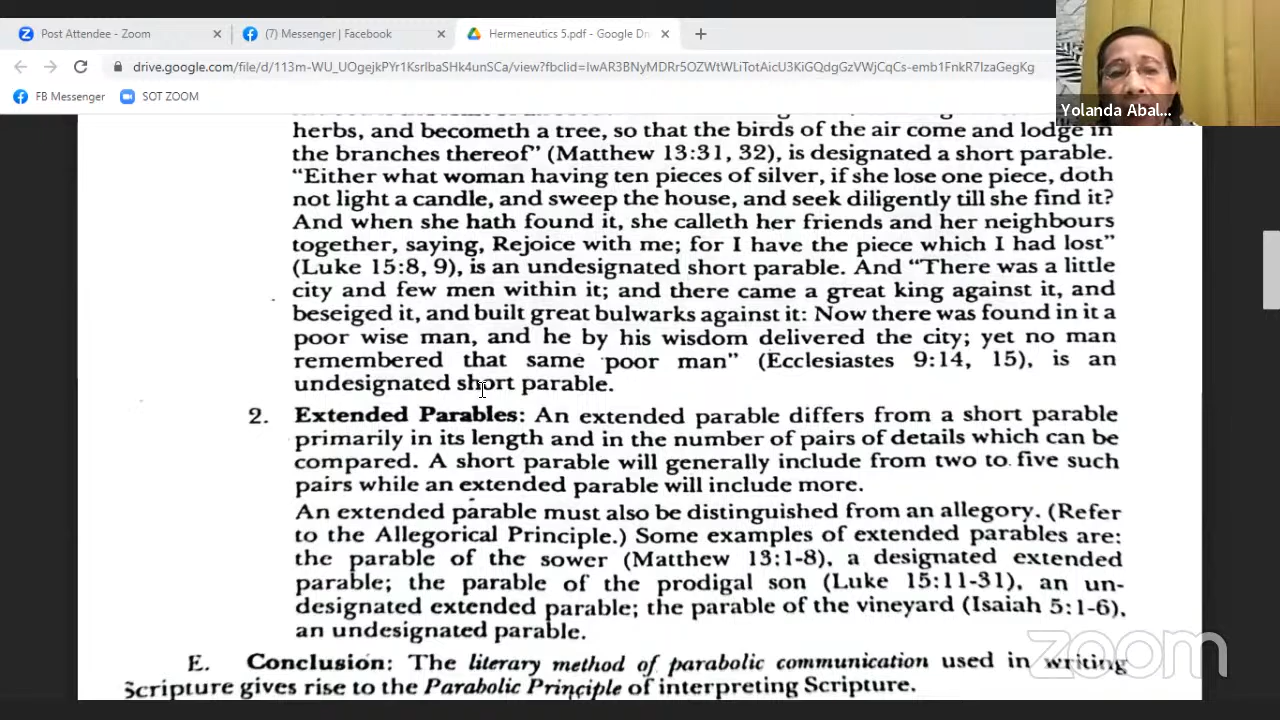 Post Attendee - Zoom
(7) Messenger | Facebook
Hermeneutics 5.pdf - Google Dr
FB Messenger
SOT ZOOM
Yolanda Abal...
herbs, and becometh a tree, so that the birds of the air come and lodge in
the branches thereof” (Matthew 13:31, 32), is designated a short parable.
“Either what woman having ten pieces of silver, if she lose one piece, doth
not light a candle, and sweep the house, and seek diligently till she find it?
And when she hath found it, she calleth her friends and her neighbours
together, saying, Rejoice with me; for I have the piece which I had lost”
(Luke 15:8, 9), is an undesignated short parable. And “There was a little
city and few men within it; and there came a great king against it, and
beseiged it, and built great bulwarks against it: Now there was found in it a
poor wise man, and he by his wisdom delivered the city; yet no man
remembered that same poor man” (Ecclesiastes 9:14, 15), is an
undesignated short parable.
2. Extended Parables: An extended parable differs from a short parable
primarily in its length and in the number of pairs of details which can be
compared. A short parable will generally include from two to five such
pairs while an extended parable will include more.
An extended parable must also be distinguished from an allegory. (Refer
to the Allegorical Principle.) Some examples of extended parables are:
the parable of the sower (Matthew 13:1-8), a designated extended
parable; the parable of the prodigal son (Luke 15:11-31), an un-
designated extended parable; the parable of the vineyard (Isaiah 5:1-6),
an undesignated parable.
E. Conclusion: The literary method of parabolic communication used in writing
Scripture gives rise to the Parabolic Principle of interpreting Scripture.
zoom